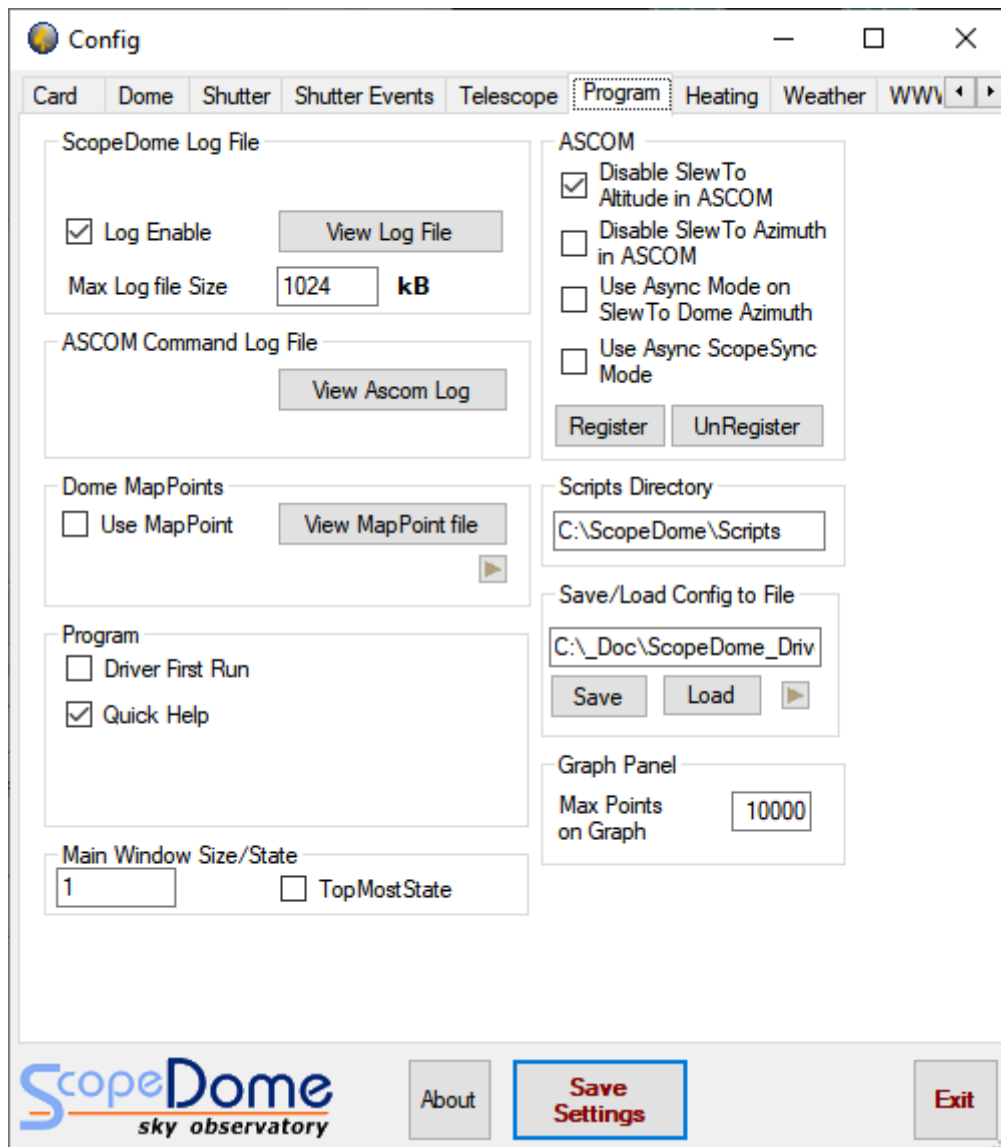 Config
Card Dome Shutter Shutter Events Telescope Program Heating Weather WWW
ScopeDome Log File
Log Enable View Log File
Max Log file Size 1024 kB
ASCOM Command Log File
View Ascom Log
Dome MapPoints
Use MapPoint View MapPoint file
Program
Driver First Run
Quick Help
Main Window Size/State
1 TopMostState
ASCOM
Disable SlewTo
Altitude in ASCOM
Disable SlewTo Azimuth
in ASCOM
Use Async Mode on
SlewTo Dome Azimuth
Use Async ScopeSync
Mode
Register UnRegister
Scripts Directory
C:\ScopeDome\Scripts
Save/Load Config to File
C:\_Doc\ScopeDome_Driv
Save Load
Graph Panel
Max Points
on Graph 10000
ScopeDome
sky observatory
About
Save
Settings
Exit